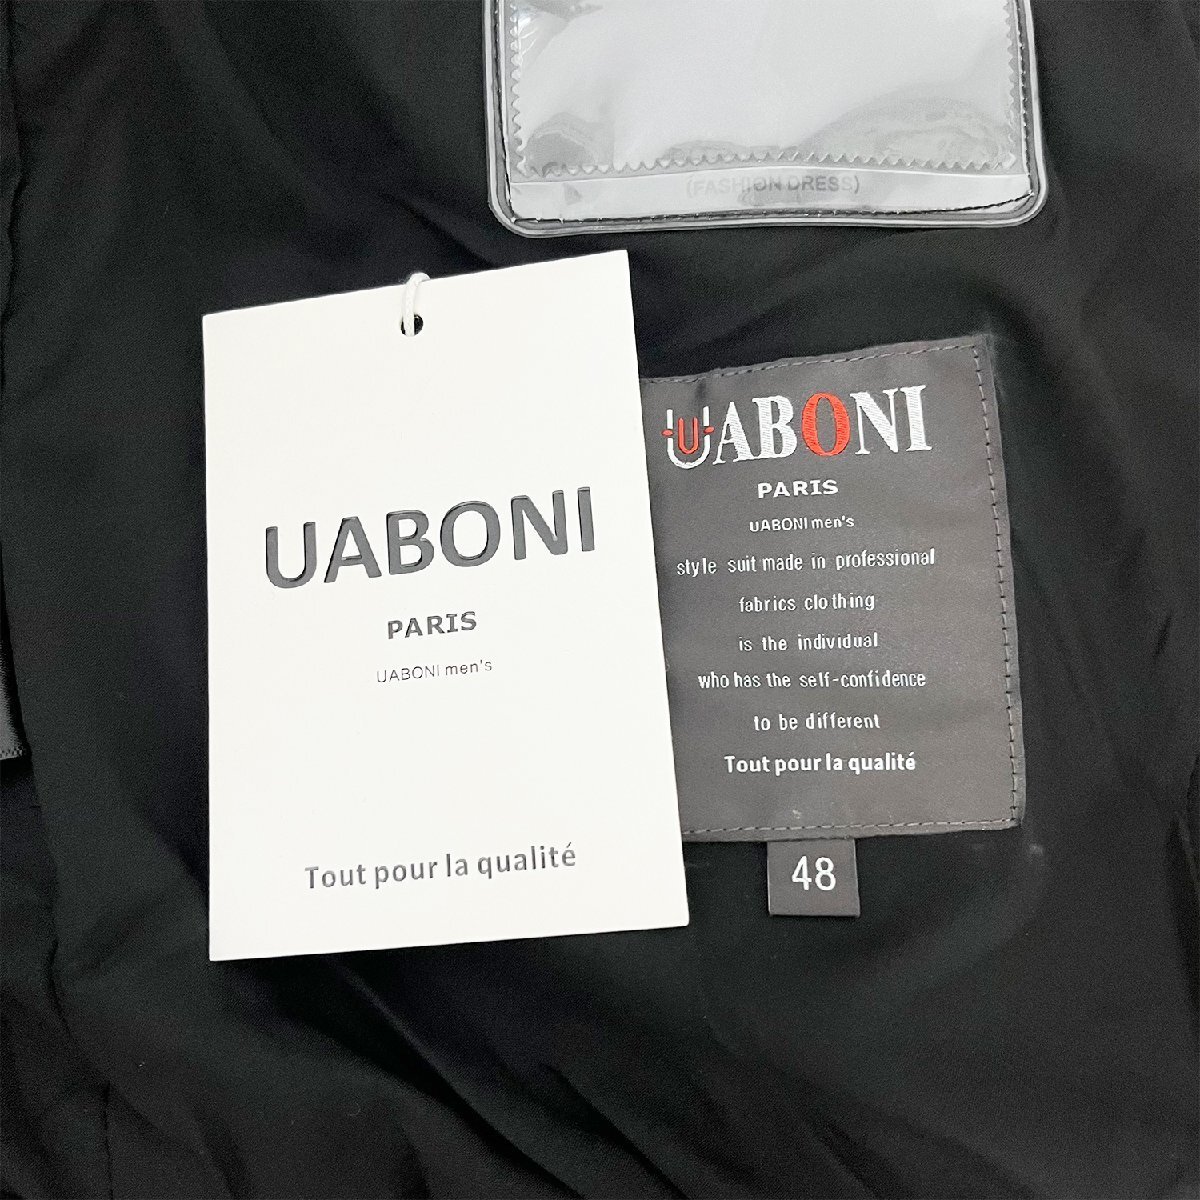 (FASHION DRESS)
UABONI
PARIS
UABONI men's
Tout pour la qualité
UABONI
PARIS
UABONI men's
style suit made in professional
fabrics clothing
is the individual
who has the self-confidence
to be different
Tout pour la qualité
48